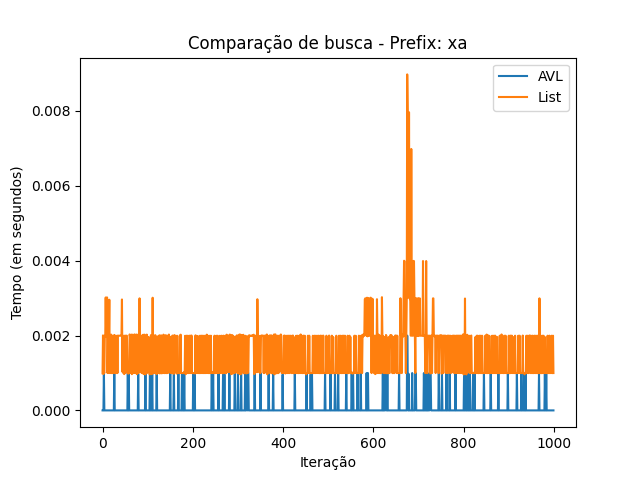 Comparação de busca - Prefix: xa
AVL
List
Tempo (em segundos)
0.008
0.006
0.004
0.002
0.000
0
200
400
600
800
1000
Iteração